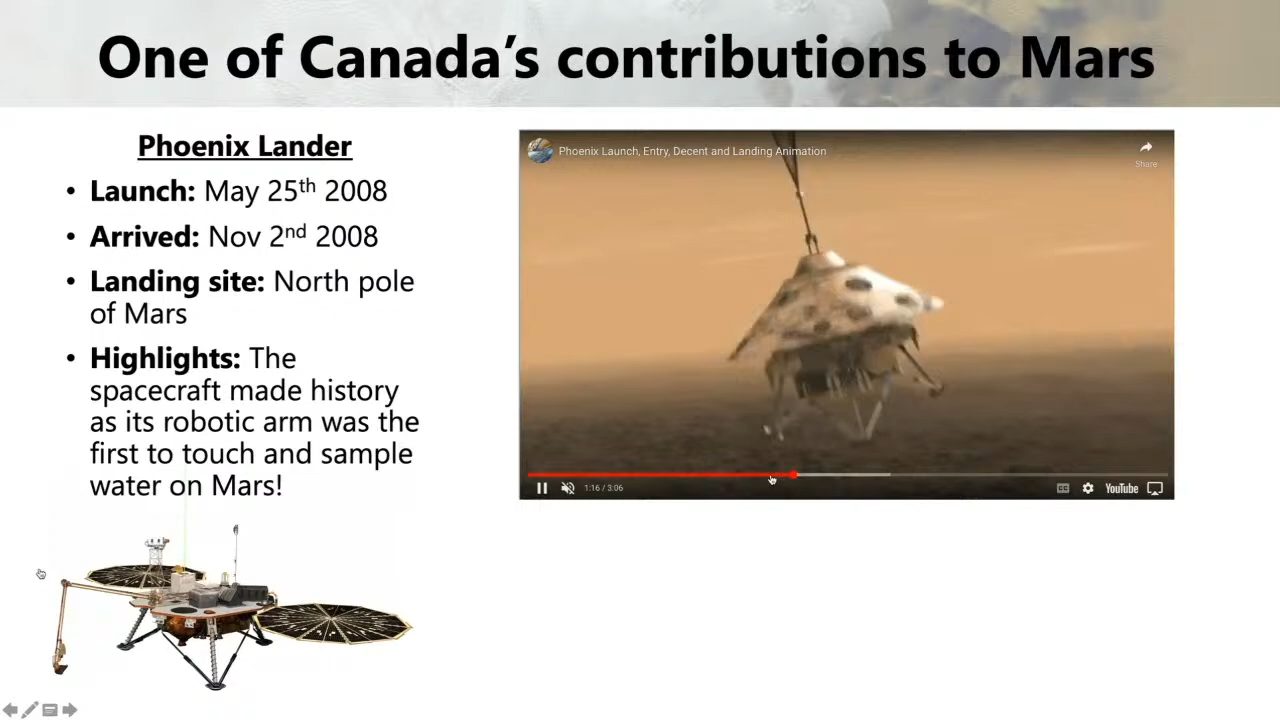 One of Canada's contributions to Mars
Phoenix Lander
• Launch: May 25th 2008
• Arrived: Nov 2nd 2008
• Landing site: North pole
of Mars
• Highlights: The
spacecraft made history
as its robotic arm was the
first to touch and sample
water on Mars!
Phoenix Launch, Entry, Decent and Landing Animation
Share
1:16 / 3:06
CC
YouTube